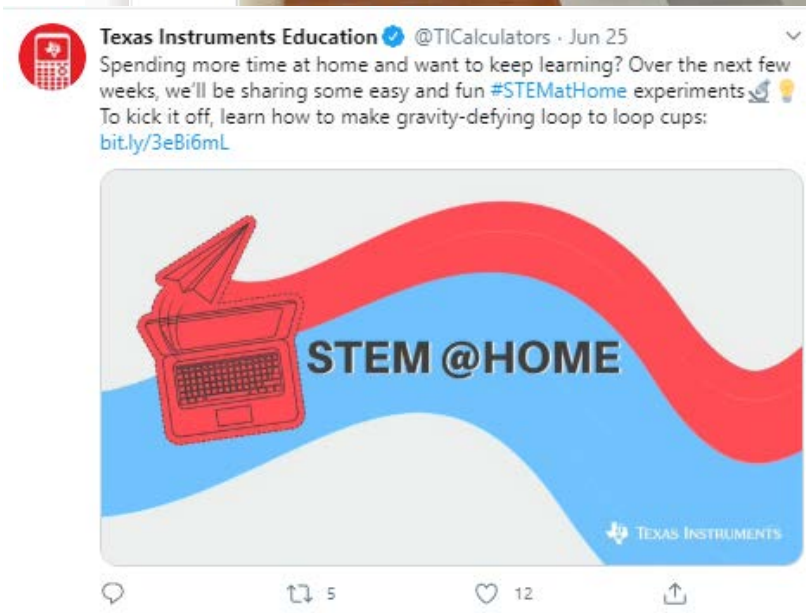 Texas Instruments Education @TICalculators · Jun 25
Spending more time at home and want to keep learning? Over the next few
weeks, we'll be sharing some easy and fun #STEMatHome experiments🔬💡
To kick it off, learn how to make gravity-defying loop to loop cups:
bit.ly/3eBi6mL
STEM @HOME
TEXAS INSTRUMENTS
5 12